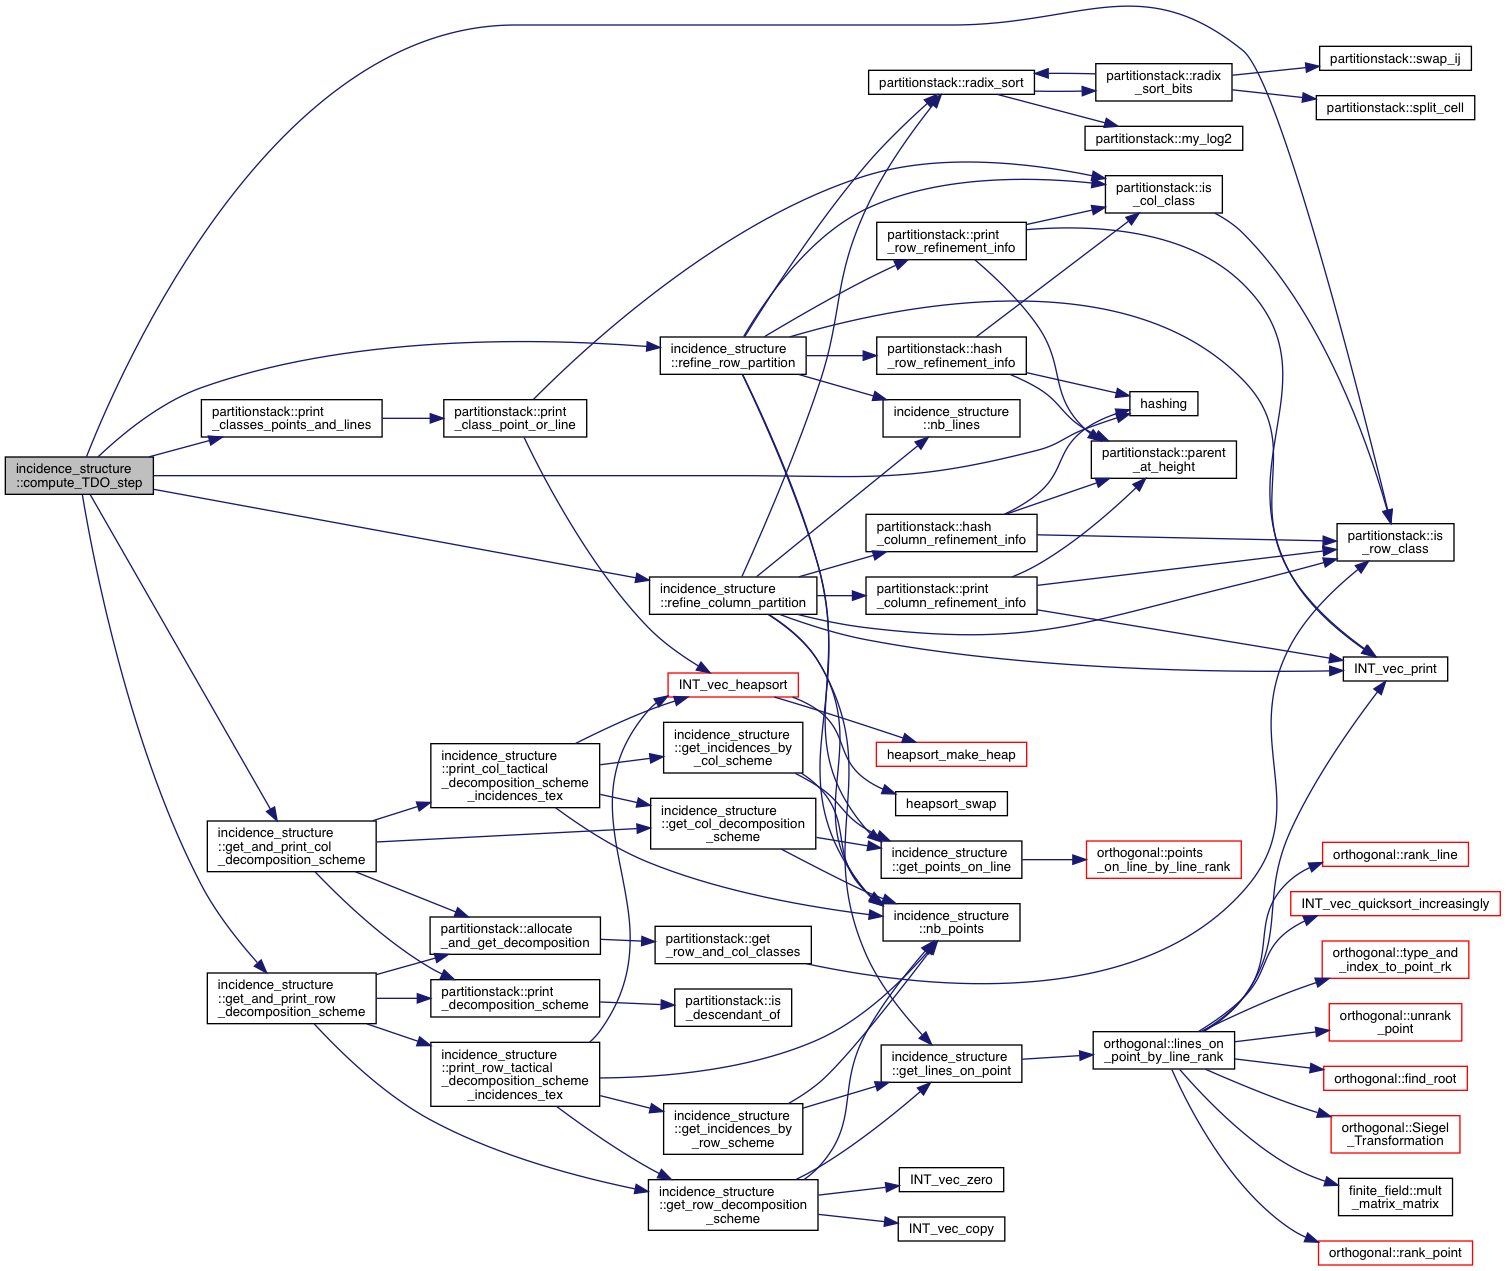 incidence_structure
::compute_TDO_step
partitionstack::print
_classes_points_and_lines
incidence_structure
::get_and_print_col
_decomposition_scheme
incidence_structure
::get_and_print_row
_decomposition_scheme
partitionstack::print
_class_point_or_line
incidence_structure
::print_col_tactical
_decomposition_scheme
_incidences_tex
partitionstack::allocate
_and_get_decomposition
partitionstack::print
_decomposition_scheme
incidence_structure
::print_row_tactical
_decomposition_scheme
_incidences_tex
incidence_structure
::refine_row_partition
incidence_structure
::refine_column_partition
INT_vec_heapsort
incidence_structure
::get_incidences_by
_col_scheme
incidence_structure
::get_col_decomposition
_scheme
partitionstack::get
_row_and_col_classes
partitionstack::is
_descendant_of
incidence_structure
::get_incidences_by
_row_scheme
incidence_structure
::get_row_decomposition
_scheme
partitionstack::radix_sort
partitionstack::print
_row_refinement_info
partitionstack::hash
_row_refinement_info
incidence_structure
::nb_lines
partitionstack::hash
_column_refinement_info
partitionstack::print
_column_refinement_info
heapsort_make_heap
heapsort_swap
incidence_structure
::get_points_on_line
incidence_structure
::nb_points
incidence_structure
::get_lines_on_point
INT_vec_zero
INT_vec_copy
partitionstack::radix
_sort_bits
partitionstack::my_log2
partitionstack::is
_col_class
hashing
partitionstack::parent
_at_height
orthogonal::points
_on_line_by_line_rank
orthogonal::lines_on
_point_by_line_rank
partitionstack::swap_ij
partitionstack::split_cell
partitionstack::is
_row_class
INT_vec_print
orthogonal::rank_line
INT_vec_quicksort_increasingly
orthogonal::type_and
_index_to_point_rk
orthogonal::unrank
_point
orthogonal::find_root
orthogonal::Siegel
_Transformation
finite_field::mult
_matrix_matrix
orthogonal::rank_point